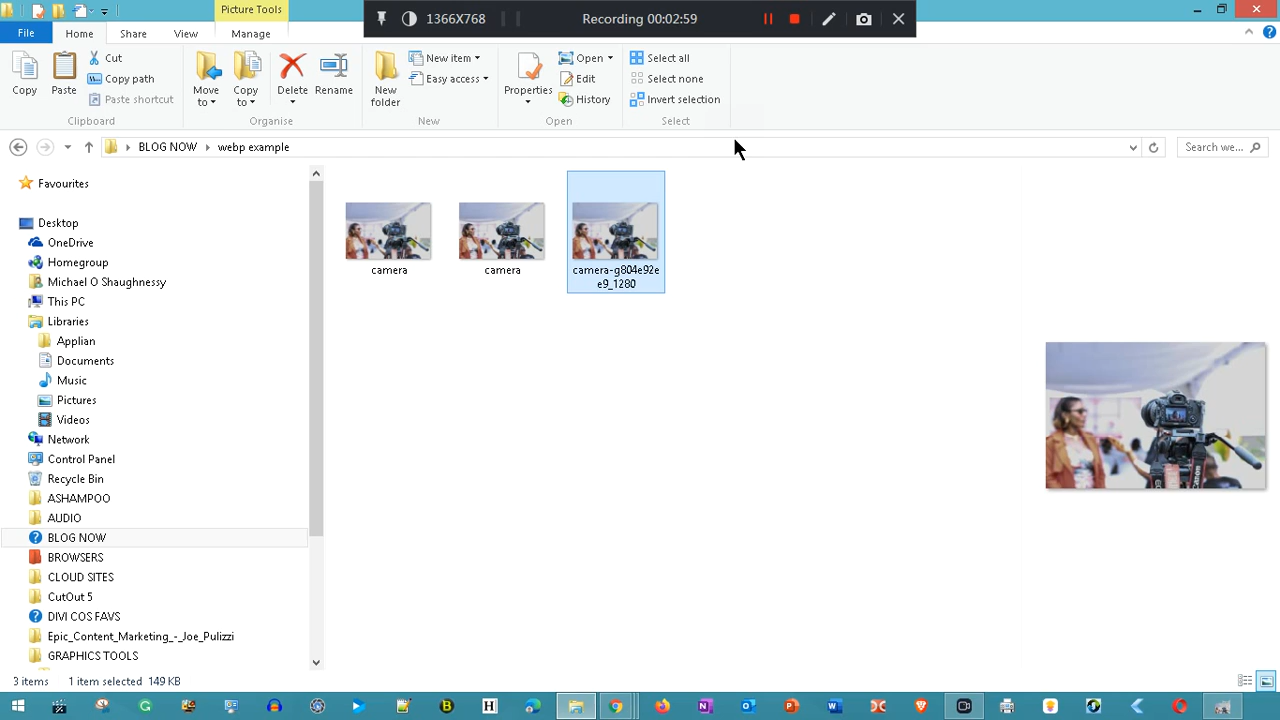 Picture Tools
1366X768
Recording 00:02:59
File
Home
Share
View
Manage
Copy
Paste
Cut
Copy path
Paste shortcut
Clipboard
Move to
Copy to
Delete
Rename
Organise
New folder
New item
Easy access
New
Properties
Open
Edit
History
Open
Select all
Select none
Invert selection
Select
BLOG NOW
webp example
Search we...
Favourites
Desktop
OneDrive
Homegroup
Michael O Shaughnessy
This PC
Libraries
Applian
Documents
Music
Pictures
Videos
Network
Control Panel
Recycle Bin
ASHAMPOO
AUDIO
BLOG NOW
BROWSERS
CLOUD SITES
CutOut 5
DIVI COS FAVS
Epic_Content_Marketing_-_Joe_Pulizzi
GRAPHICS TOOLS
camera
camera
camera-g804e92e
e9_1280
3 items
1 item selected 149 KB